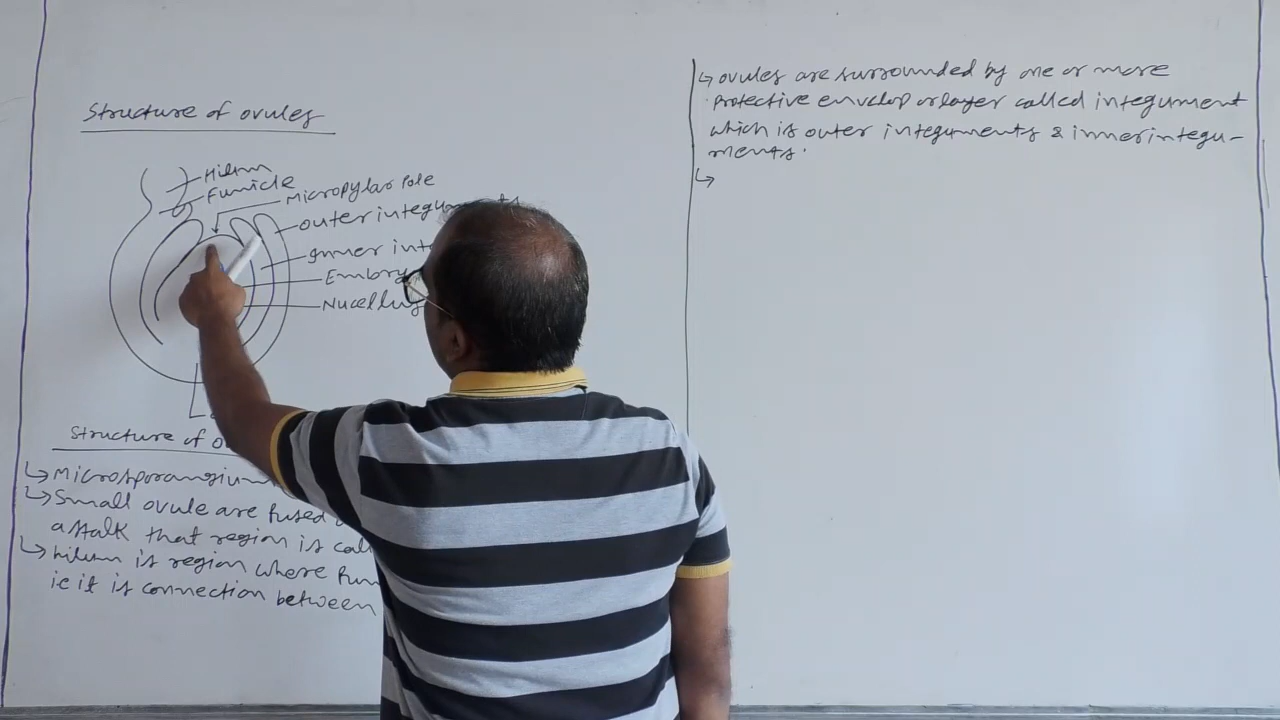 Structure of ovules
Hilum
Funicle
Micropylar Pole
outer integuments
Inner int
Embry
Nucellus
Structure of o
↳ Microsporangium
↳ Small ovule are fused
a stalk that region is call
↳ hilum is region where fun
ie it is connection between
↳ ovules are surrounded by one or more
protective envelop or layer called integument
which is outer integuments & inner integu-
ments.
↳